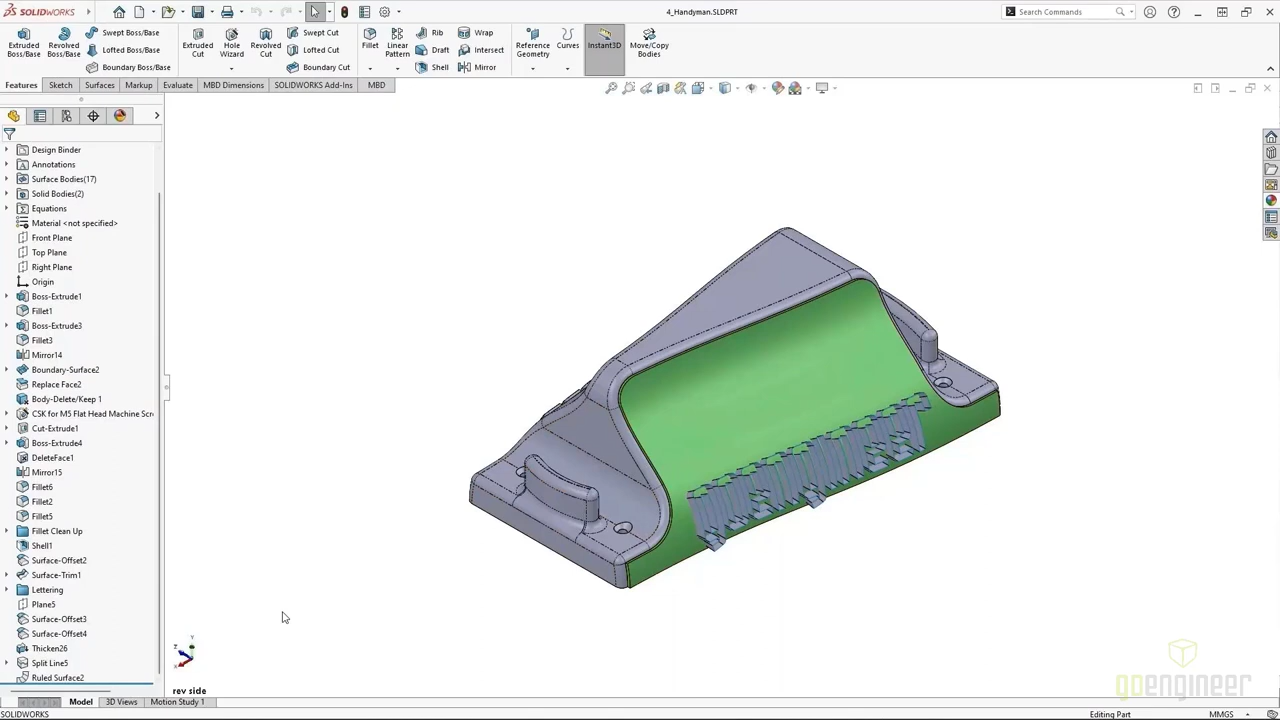 SOLIDWORKS
4_Handyman.SLDPRT
Search Commands
Extruded Boss/Base
Revolved Boss/Base
Swept Boss/Base
Lofted Boss/Base
Boundary Boss/Base
Extruded Cut
Hole Wizard
Revolved Cut
Swept Cut
Lofted Cut
Boundary Cut
Fillet
Linear Pattern
Rib
Draft
Shell
Wrap
Intersect
Mirror
Reference Geometry
Curves
Instant3D
Move/Copy Bodies
Features
Sketch
Surfaces
Markup
Evaluate
MBD Dimensions
SOLIDWORKS Add-Ins
MBD
Design Binder
Annotations
Surface Bodies(17)
Solid Bodies(2)
Equations
Material <not specified>
Front Plane
Top Plane
Right Plane
Origin
Boss-Extrude1
Fillet1
Boss-Extrude3
Fillet3
Mirror14
Boundary-Surface2
Replace Face2
Body-Delete/Keep 1
CSK for M5 Flat Head Machine Scre
Cut-Extrude1
Boss-Extrude4
DeleteFace1
Mirror15
Fillet6
Fillet2
Fillet5
Fillet Clean Up
Shell1
Surface-Offset2
Surface-Trim1
Lettering
Plane5
Surface-Offset3
Surface-Offset4
Thicken26
Split Line5
Ruled Surface2
Y
Z
X
rev side
goengineer
Model
3D Views
Motion Study 1
SOLIDWORKS
Editing Part
MMGS